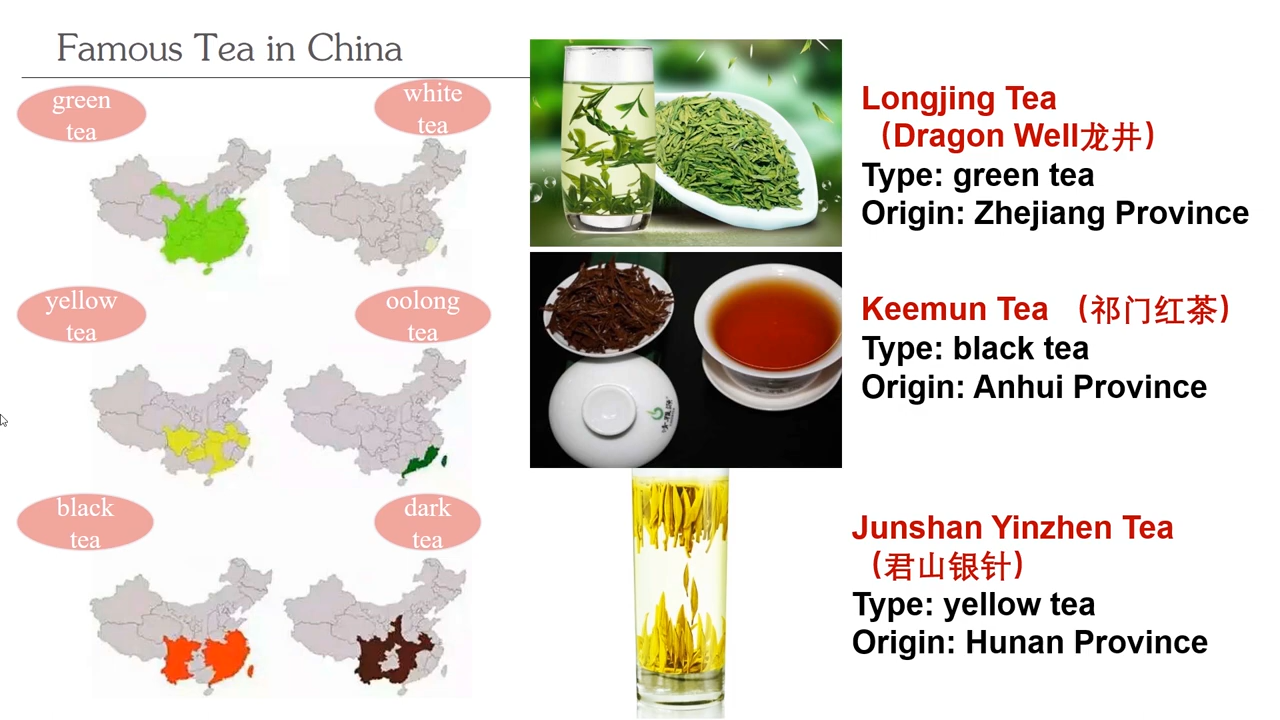 Famous Tea in China
green
tea
white
tea
yellow
tea
oolong
tea
black
tea
dark
tea
Longjing Tea
（Dragon Well龙井）
Type: green tea
Origin: Zhejiang Province
Keemun Tea （祁门红茶）
Type: black tea
Origin: Anhui Province
Junshan Yinzhen Tea
（君山银针）
Type: yellow tea
Origin: Hunan Province